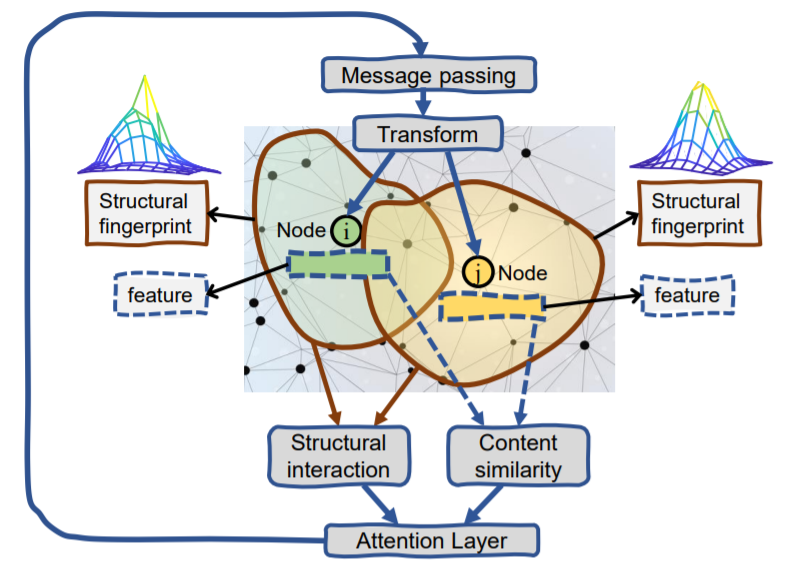 Message passing
Transform
Structural
fingerprint
Structural
fingerprint
Node i
j Node
feature
feature
Structural
interaction
Content
similarity
Attention Layer